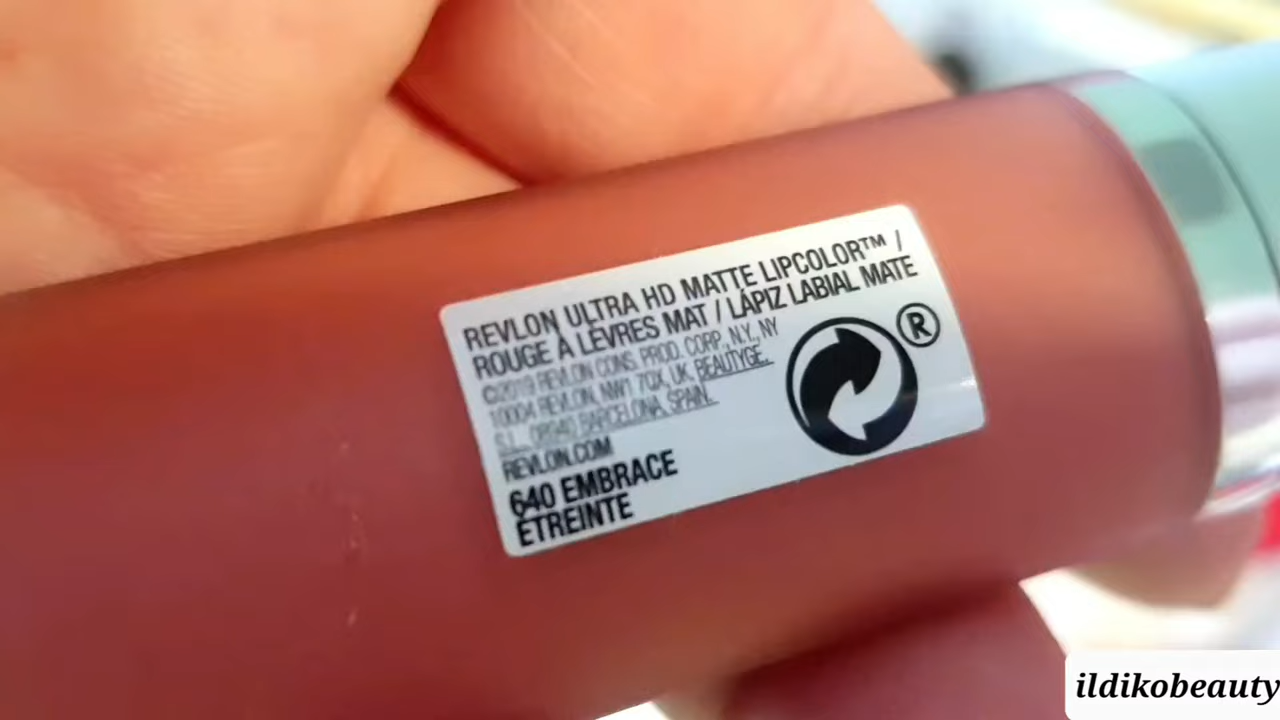 REVLON ULTRA HD MATTE LIPCOLOR™ /
ROUGE À LÈVRES MAT / LÁPIZ LABIAL MATE
©2019 REVLON CONS. PROD. CORP., N.Y., NY
10004 REVLON, NW1 7DX, UK, BEAUTYGE,
S.L., 08940 BARCELONA, SPAIN.
REVLON.COM
640 EMBRACE
ÉTREINTE
®
ildikobeauty